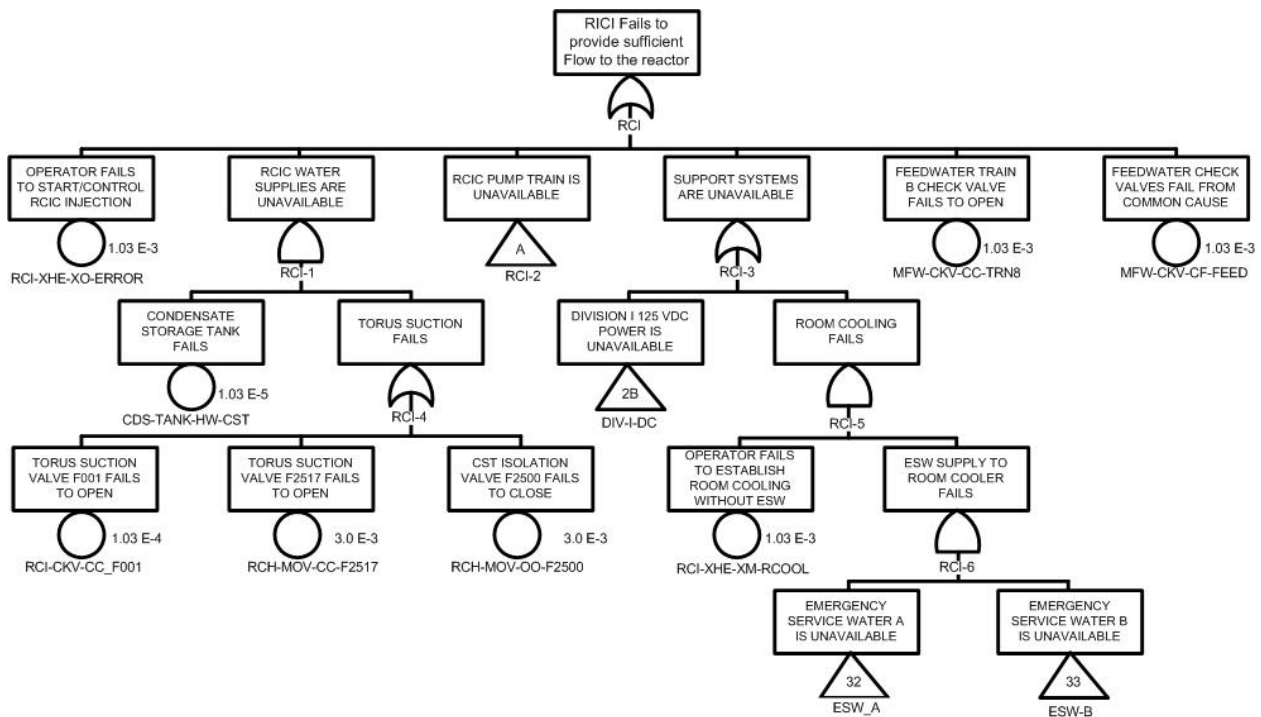 RICI Fails to
provide sufficient
Flow to the reactor
RCI
OPERATOR FAILS
TO START/CONTROL
RCIC INJECTION
1.03 E-3
RCI-XHE-XO-ERROR
RCIC WATER
SUPPLIES ARE
UNAVAILABLE
RCI-1
RCIC PUMP TRAIN IS
UNAVAILABLE
A
RCI-2
SUPPORT SYSTEMS
ARE UNAVAILABLE
RCI-3
FEEDWATER TRAIN
B CHECK VALVE
FAILS TO OPEN
1.03 E-3
MFW-CKV-CC-TRN8
FEEDWATER CHECK
VALVES FAIL FROM
COMMON CAUSE
1.03 E-3
MFW-CKV-CF-FEED
CONDENSATE
STORAGE TANK
FAILS
1.03 E-5
CDS-TANK-HW-CST
TORUS SUCTION
FAILS
RCI-4
DIVISION I 125 VDC
POWER IS
UNAVAILABLE
2B
DIV-I-DC
ROOM COOLING
FAILS
RCI-5
TORUS SUCTION
VALVE F001 FAILS
TO OPEN
1.03 E-4
RCI-CKV-CC_F001
TORUS SUCTION
VALVE F2517 FAILS
TO OPEN
3.0 E-3
RCH-MOV-CC-F2517
CST ISOLATION
VALVE F2500 FAILS
TO CLOSE
3.0 E-3
RCH-MOV-OO-F2500
OPERATOR FAILS
TO ESTABLISH
ROOM COOLING
WITHOUT ESW
1.03 E-3
RCI-XHE-XM-RCOOL
ESW SUPPLY TO
ROOM COOLER
FAILS
RCI-6
EMERGENCY
SERVICE WATER A
IS UNAVAILABLE
32
ESW_A
EMERGENCY
SERVICE WATER B
IS UNAVAILABLE
33
ESW-B